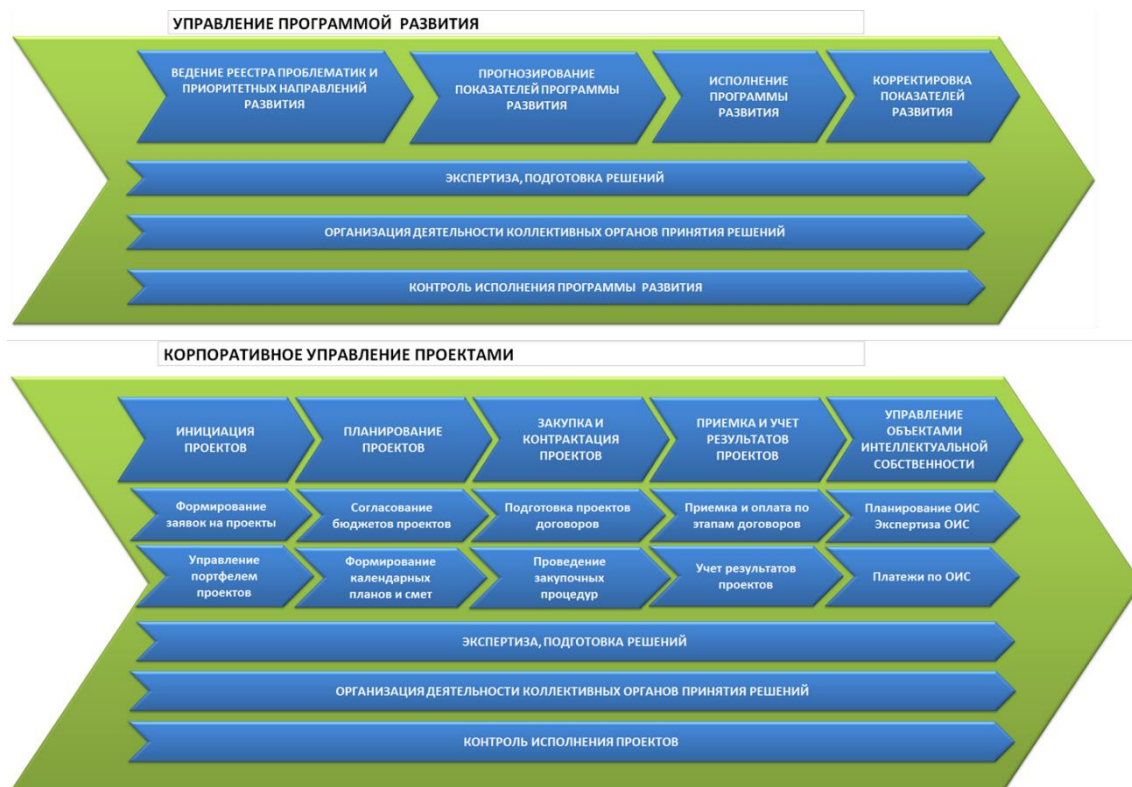 УПРАВЛЕНИЕ ПРОГРАММОЙ РАЗВИТИЯ
ВЕДЕНИЕ РЕЕСТРА ПРОБЛЕМАТИК И
ПРИОРИТЕТНЫХ НАПРАВЛЕНИЙ
РАЗВИТИЯ
ПРОГНОЗИРОВАНИЕ
ПОКАЗАТЕЛЕЙ ПРОГРАММЫ
РАЗВИТИЯ
ИСПОЛНЕНИЕ
ПРОГРАММЫ
РАЗВИТИЯ
КОРРЕКТИРОВКА
ПОКАЗАТЕЛЕЙ
РАЗВИТИЯ
ЭКСПЕРТИЗА, ПОДГОТОВКА РЕШЕНИЙ
ОРГАНИЗАЦИЯ ДЕЯТЕЛЬНОСТИ КОЛЛЕКТИВНЫХ ОРГАНОВ ПРИНЯТИЯ РЕШЕНИЙ
КОНТРОЛЬ ИСПОЛНЕНИЯ ПРОГРАММЫ РАЗВИТИЯ
КОРПОРАТИВНОЕ УПРАВЛЕНИЕ ПРОЕКТАМИ
ИНИЦИАЦИЯ
ПРОЕКТОВ
ПЛАНИРОВАНИЕ
ПРОЕКТОВ
ЗАКУПКА И
КОНТРАКТАЦИЯ
ПРОЕКТОВ
ПРИЕМКА И УЧЕТ
РЕЗУЛЬТАТОВ
ПРОЕКТОВ
УПРАВЛЕНИЕ
ОБЪЕКТАМИ
ИНТЕЛЛЕКТУАЛЬНОЙ
СОБСТВЕННОСТИ
Формирование
заявок на проекты
Согласование
бюджетов проектов
Подготовка проектов
договоров
Приемка и оплата по
этапам договоров
Планирование ОИС
Экспертиза ОИС
Управление
портфелем
проектов
Формирование
календарных
планов и смет
Проведение
закупочных
процедур
Учет результатов
проектов
Платежи по ОИС
ЭКСПЕРТИЗА, ПОДГОТОВКА РЕШЕНИЙ
ОРГАНИЗАЦИЯ ДЕЯТЕЛЬНОСТИ КОЛЛЕКТИВНЫХ ОРГАНОВ ПРИНЯТИЯ РЕШЕНИЙ
КОНТРОЛЬ ИСПОЛНЕНИЯ ПРОЕКТОВ